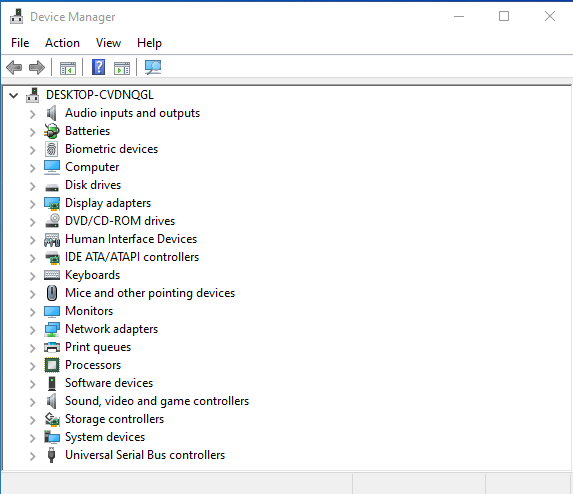 Device Manager
File Action View Help
DESKTOP-CVDNQGL
Audio inputs and outputs
Batteries
Biometric devices
Computer
Disk drives
Display adapters
DVD/CD-ROM drives
Human Interface Devices
IDE ATA/ATAPI controllers
Keyboards
Mice and other pointing devices
Monitors
Network adapters
Print queues
Processors
Software devices
Sound, video and game controllers
Storage controllers
System devices
Universal Serial Bus controllers